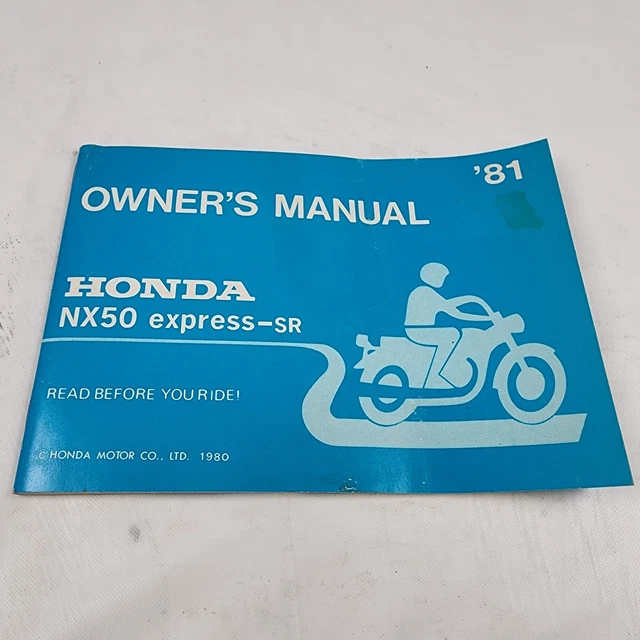 '81
OWNER'S MANUAL
HONDA
NX50 express-SR
READ BEFORE YOU RIDE!
© HONDA MOTOR CO., LTD. 1980